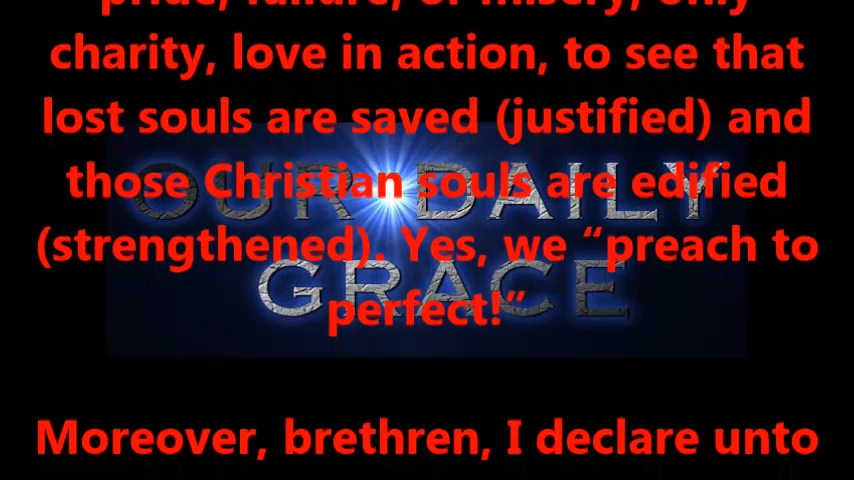 pride, failure, or misery, only
charity, love in action, to see that
lost souls are saved (justified) and
those Christian souls are edified
(strengthened). Yes, we “preach to
perfect!”
Moreover, brethren, I declare unto
OUR DAILY
GRACE